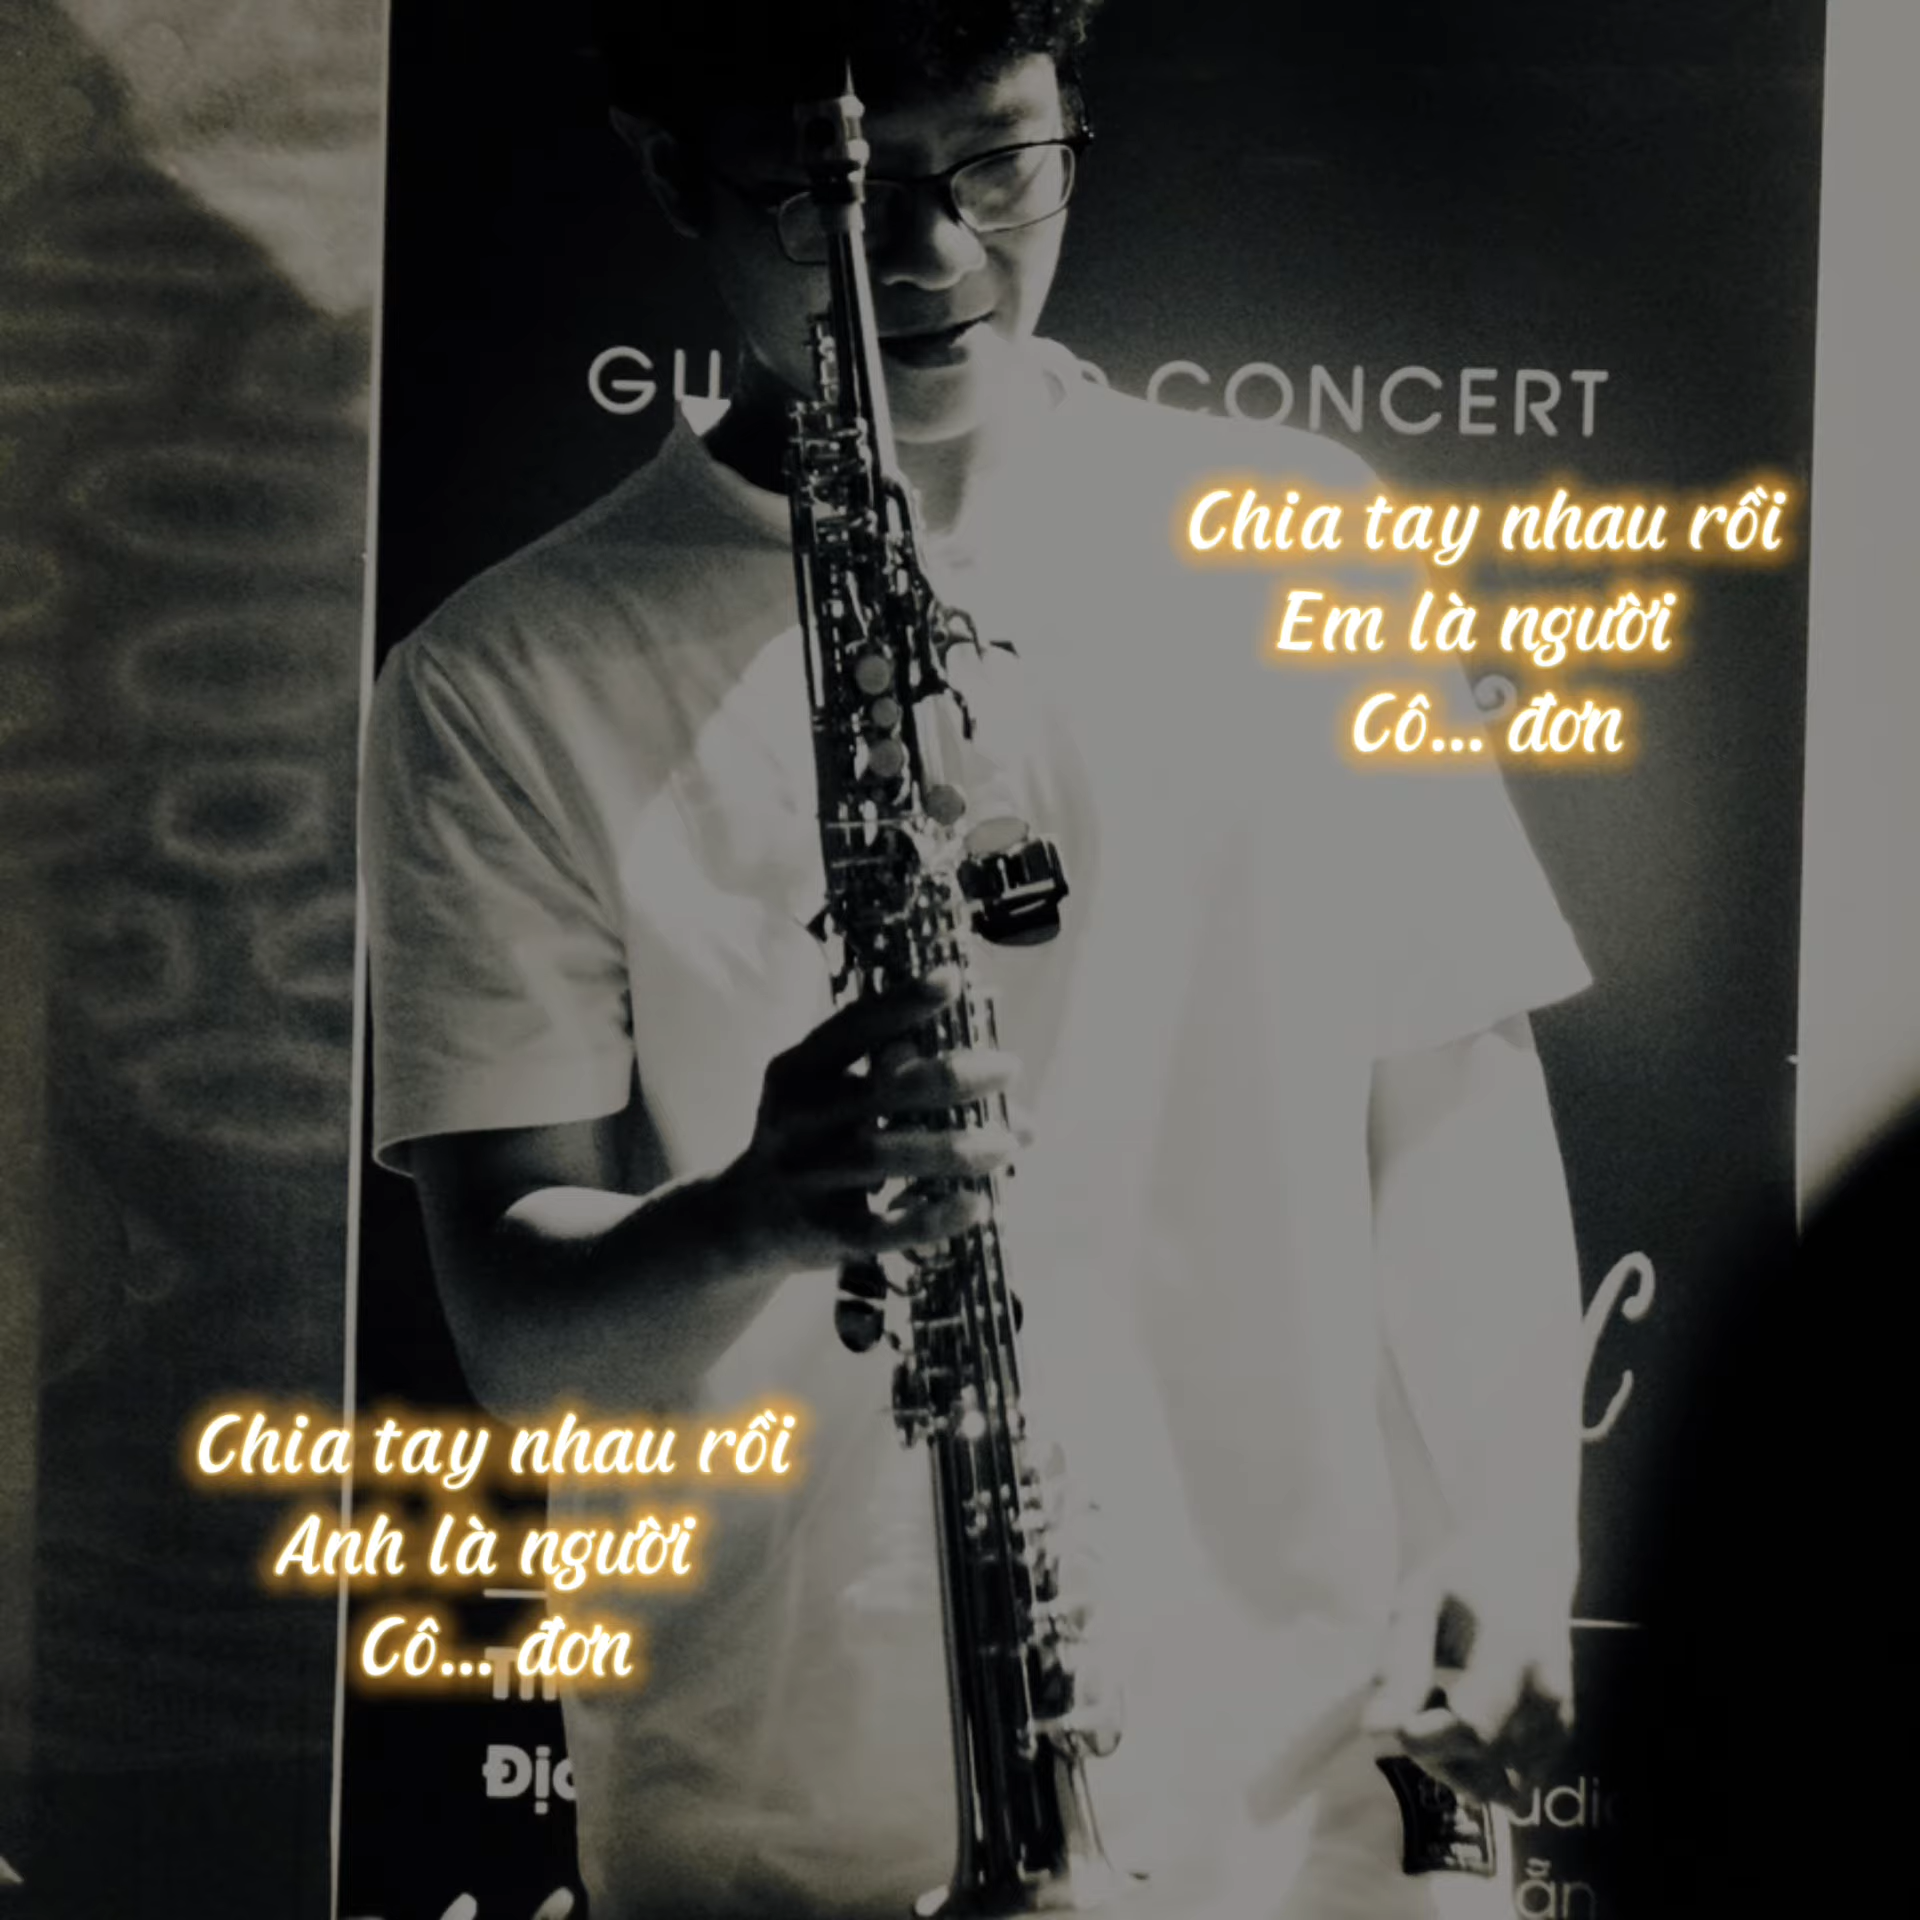 CONCERT
Chia tay nhau rồi
Em là người
Cô... đơn
Chia tay nhau rồi
Anh là người
Cô... đơn